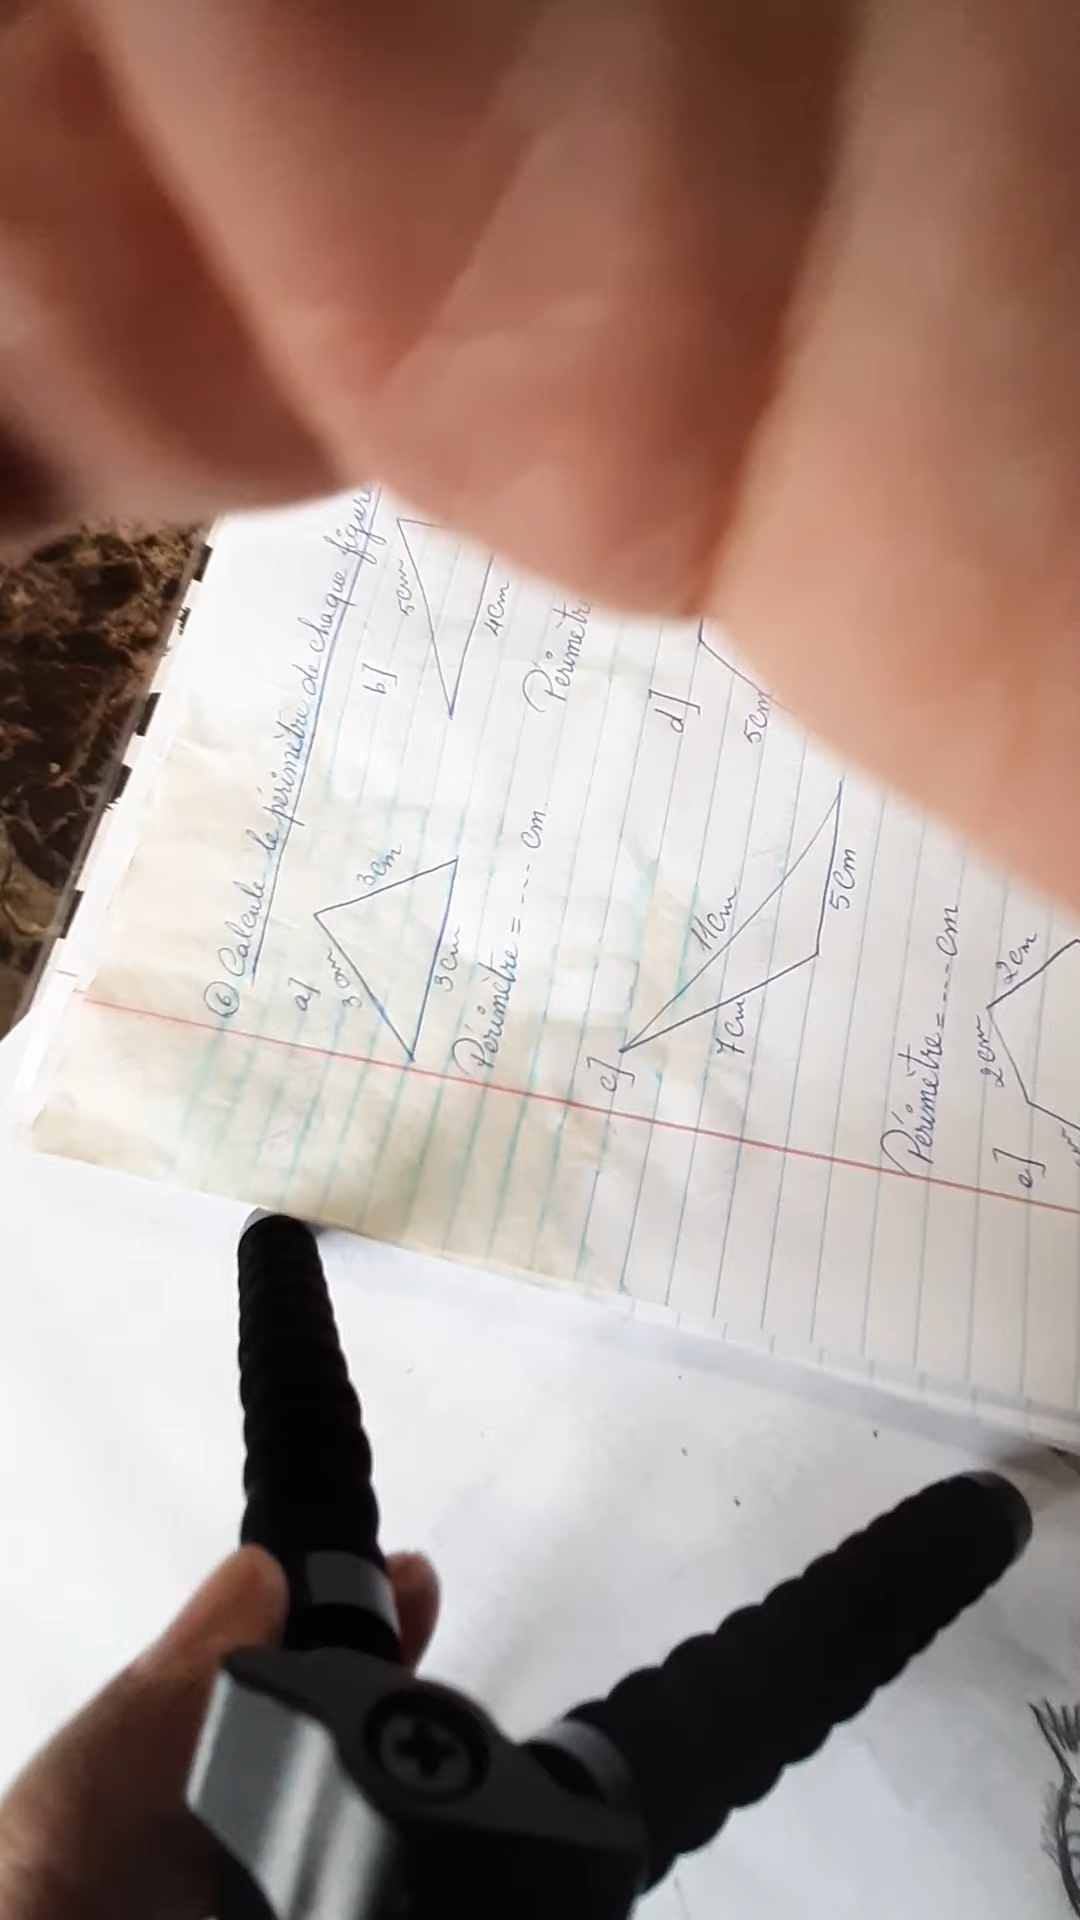 ⑥ Calcule le périmètre de chaque figure
a] b]
3cm 3cm 5cm
3cm 4cm
Périmètre = .... cm. Périmètr
c] d]
11cm
7cm 5cm 5cm
Périmètre = .... cm
e] 2cm 2cm